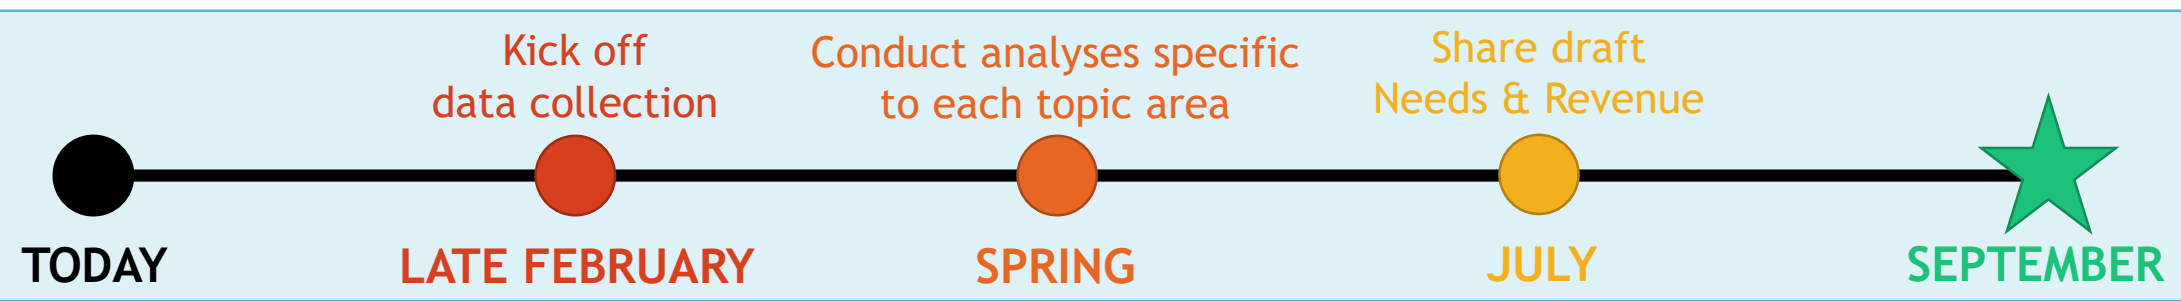 Kick off
data collection
Conduct analyses specific
to each topic area
Share draft
Needs & Revenue
TODAY
LATE FEBRUARY
SPRING
JULY
SEPTEMBER